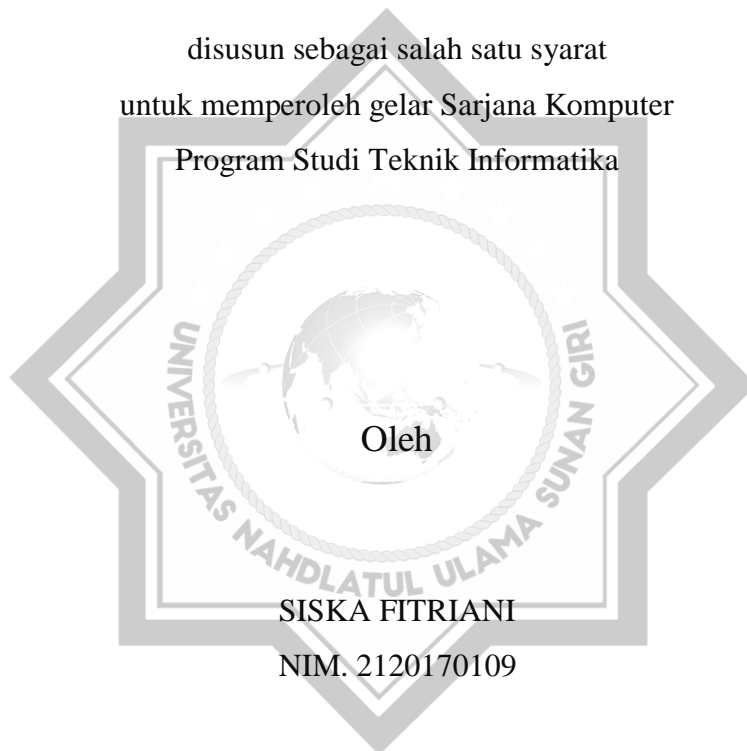 disusun sebagai salah satu syarat
untuk memperoleh gelar Sarjana Komputer
Program Studi Teknik Informatika
Oleh
UNIVERSITAS NAHDLATUL ULAMA SUNAN GIRI
SISKA FITRIANI
NIM. 2120170109